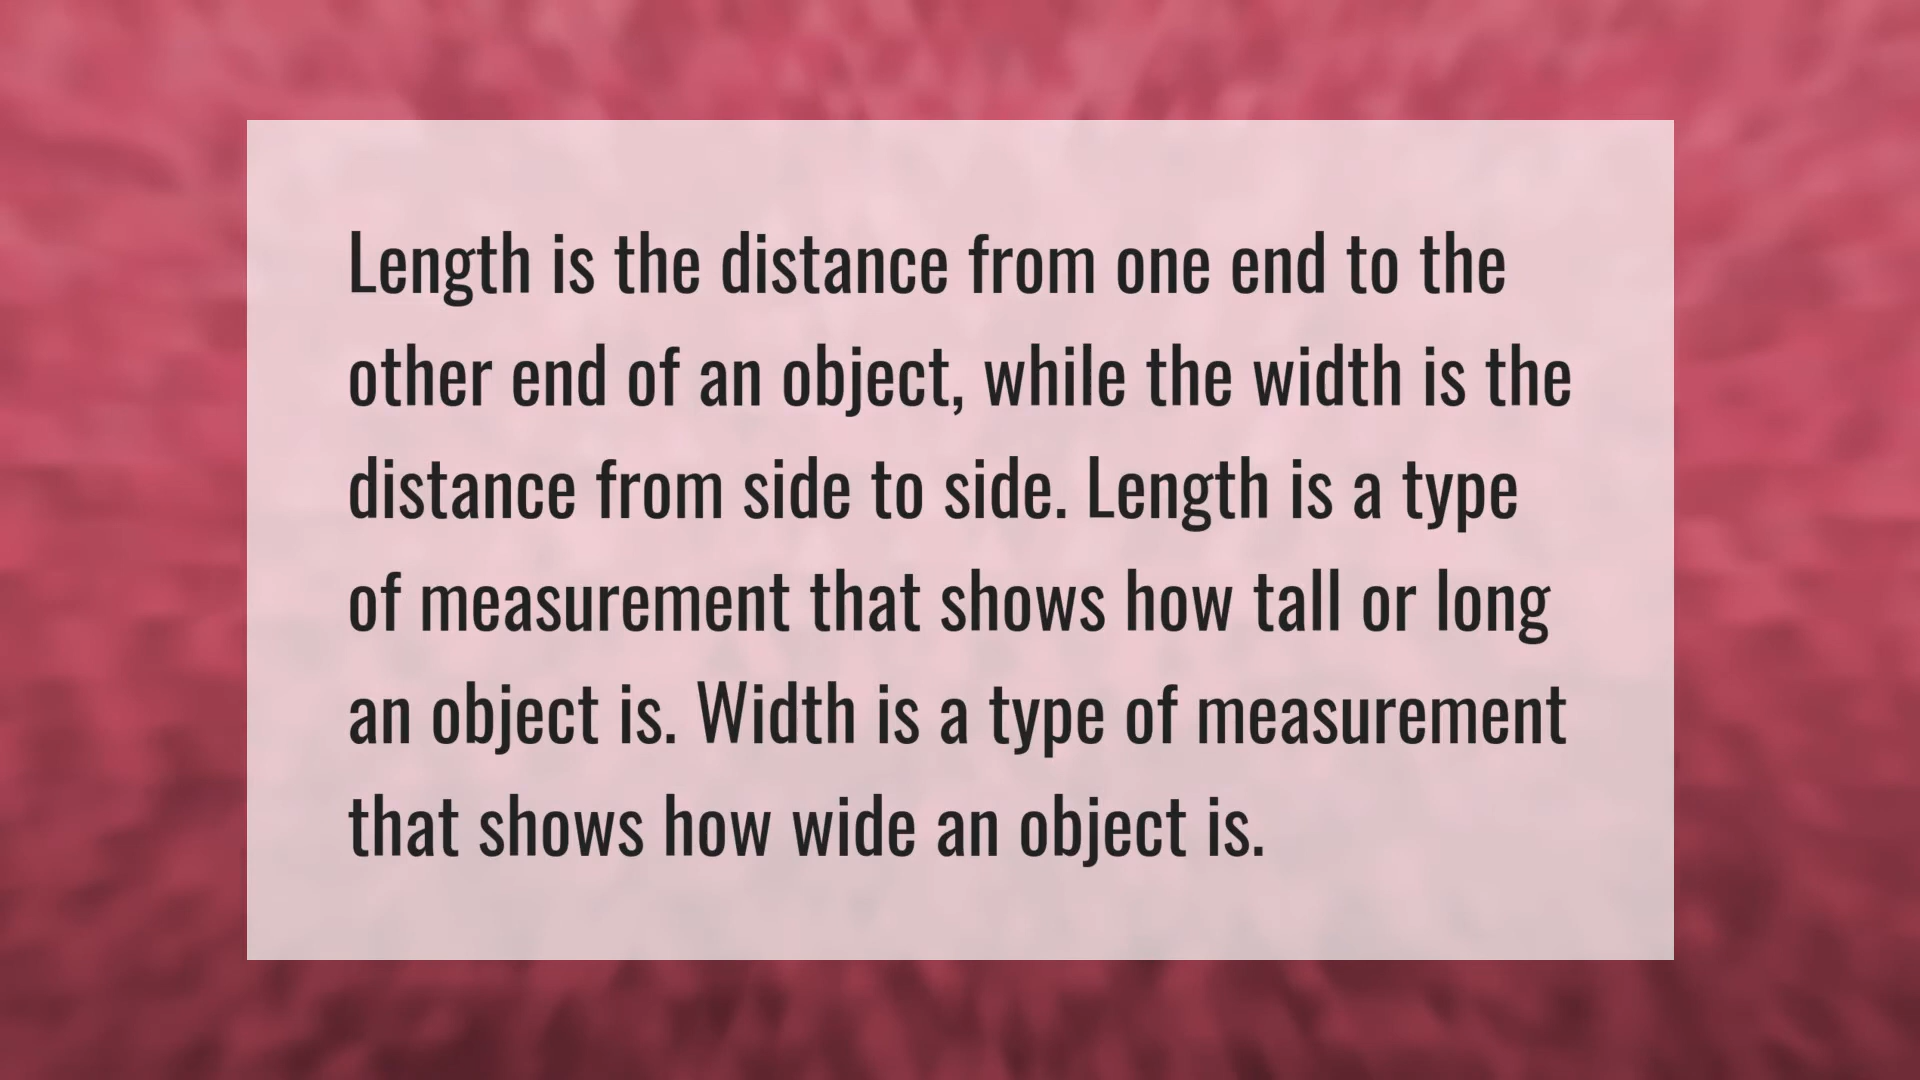 Length is the distance from one end to the
other end of an object, while the width is the
distance from side to side. Length is a type
of measurement that shows how tall or long
an object is. Width is a type of measurement
that shows how wide an object is.